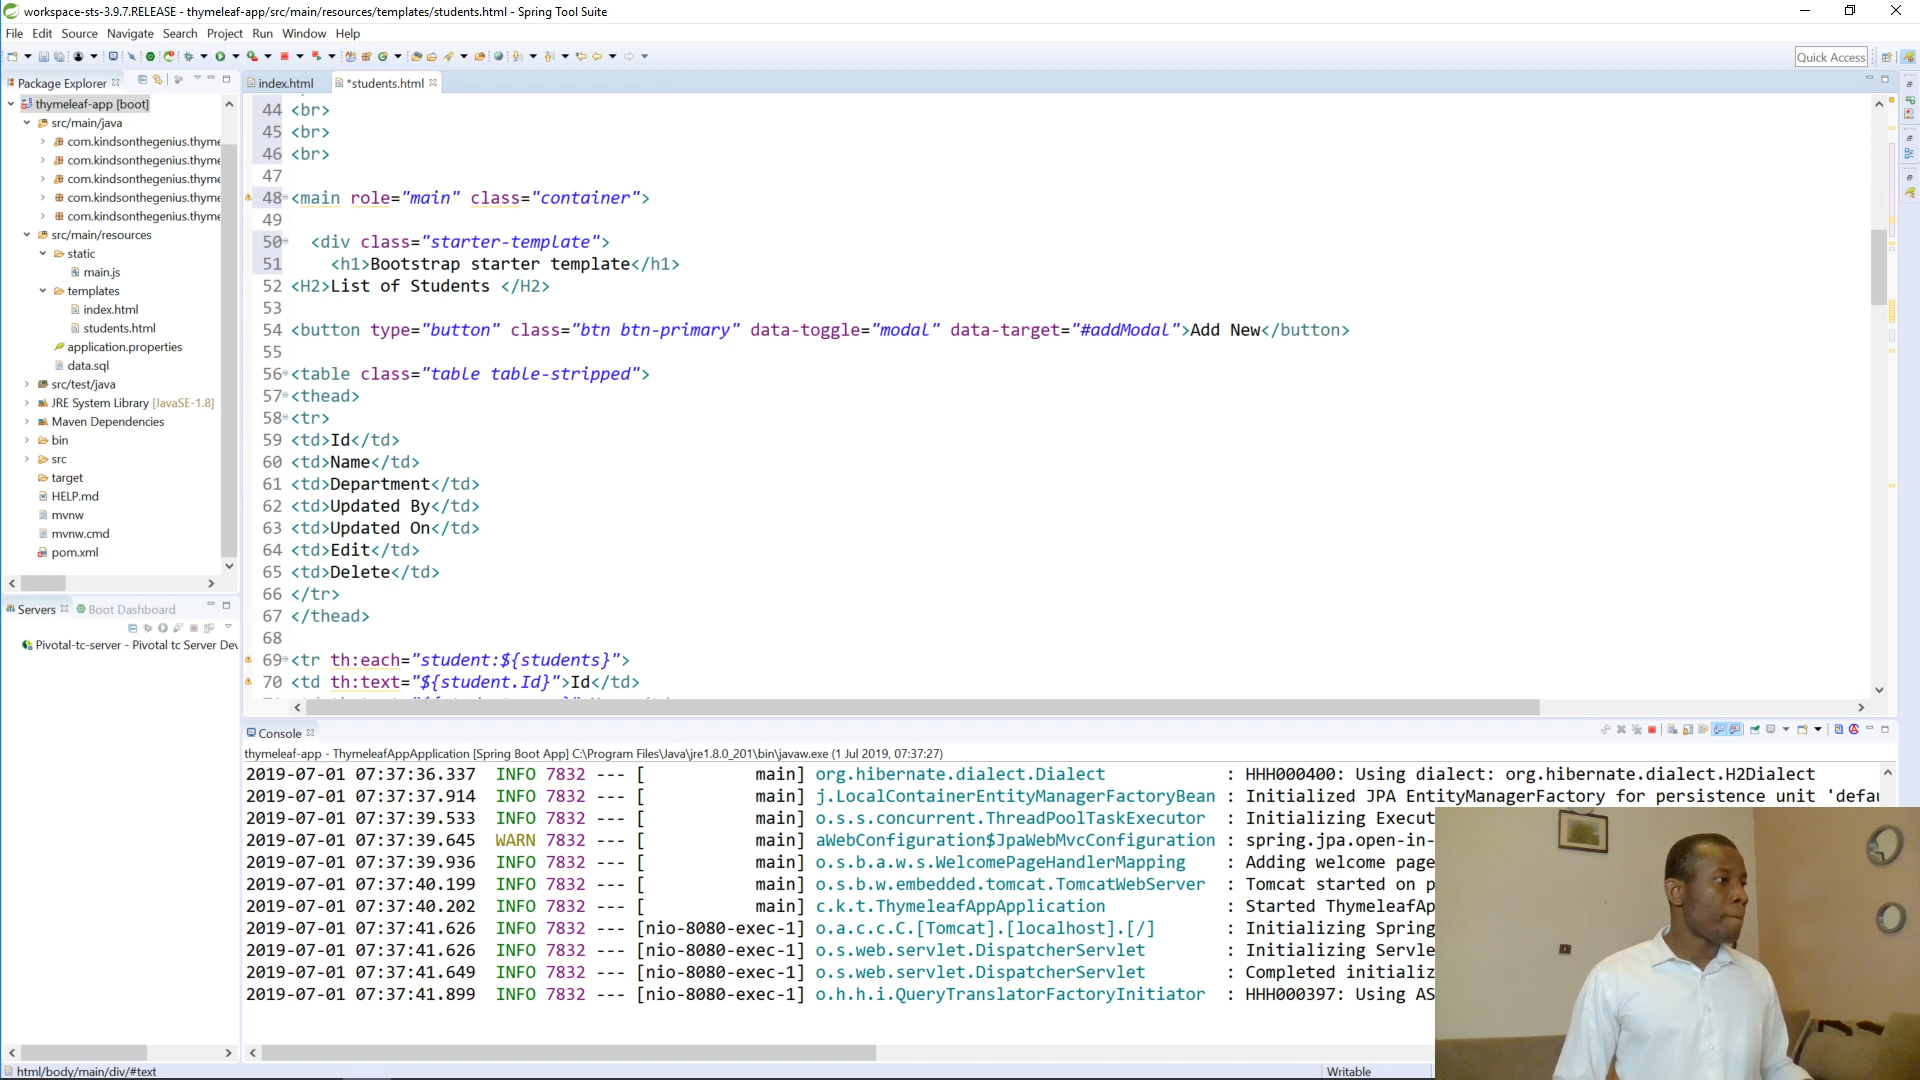 workspace-sts-3.9.7.RELEASE - thymeleaf-app/src/main/resources/templates/students.html - Spring Tool Suite
File Edit Source Navigate Search Project Run Window Help
Quick Access
Package Explorer
index.html
*students.html
thymeleaf-app [boot]
src/main/java
com.kindsonthegenius.thyme
com.kindsonthegenius.thyme
com.kindsonthegenius.thyme
com.kindsonthegenius.thyme
com.kindsonthegenius.thyme
src/main/resources
static
main.js
templates
index.html
students.html
application.properties
data.sql
src/test/java
JRE System Library [JavaSE-1.8]
Maven Dependencies
bin
src
target
HELP.md
mvnw
mvnw.cmd
pom.xml
Servers
Boot Dashboard
Pivotal-tc-server - Pivotal tc Server Dev
44 <br>
45 <br>
46 <br>
47
48 <main role="main" class="container">
49
50 <div class="starter-template">
51 <h1>Bootstrap starter template</h1>
52 <H2>List of Students </H2>
53
54 <button type="button" class="btn btn-primary" data-toggle="modal" data-target="#addModal">Add New</button>
55
56 <table class="table table-stripped">
57 <thead>
58 <tr>
59 <td>Id</td>
60 <td>Name</td>
61 <td>Department</td>
62 <td>Updated By</td>
63 <td>Updated On</td>
64 <td>Edit</td>
65 <td>Delete</td>
66 </tr>
67 </thead>
68
69 <tr th:each="student:${students}">
70 <td th:text="${student.Id}">Id</td>
Console
thymeleaf-app - ThymeleafAppApplication [Spring Boot App] C:\Program Files\Java\jre1.8.0_201\bin\javaw.exe (1 Jul 2019, 07:37:27)
2019-07-01 07:37:36.337 INFO 7832 --- [ main] org.hibernate.dialect.Dialect : HHH000400: Using dialect: org.hibernate.dialect.H2Dialect
2019-07-01 07:37:37.914 INFO 7832 --- [ main] j.LocalContainerEntityManagerFactoryBean : Initialized JPA EntityManagerFactory for persistence unit 'defau
2019-07-01 07:37:39.533 INFO 7832 --- [ main] o.s.s.concurrent.ThreadPoolTaskExecutor : Initializing Execut
2019-07-01 07:37:39.645 WARN 7832 --- [ main] aWebConfiguration$JpaWebMvcConfiguration : spring.jpa.open-in-
2019-07-01 07:37:39.936 INFO 7832 --- [ main] o.s.b.a.w.s.WelcomePageHandlerMapping : Adding welcome page
2019-07-01 07:37:40.199 INFO 7832 --- [ main] o.s.b.w.embedded.tomcat.TomcatWebServer : Tomcat started on p
2019-07-01 07:37:40.202 INFO 7832 --- [ main] c.k.t.ThymeleafAppApplication : Started ThymeleafAp
2019-07-01 07:37:41.626 INFO 7832 --- [nio-8080-exec-1] o.a.c.c.C.[Tomcat].[localhost].[/] : Initializing Spring
2019-07-01 07:37:41.626 INFO 7832 --- [nio-8080-exec-1] o.s.web.servlet.DispatcherServlet : Initializing Servle
2019-07-01 07:37:41.649 INFO 7832 --- [nio-8080-exec-1] o.s.web.servlet.DispatcherServlet : Completed initializ
2019-07-01 07:37:41.899 INFO 7832 --- [nio-8080-exec-1] o.h.h.i.QueryTranslatorFactoryInitiator : HHH000397: Using AS
html/body/main/div/#text
Writable